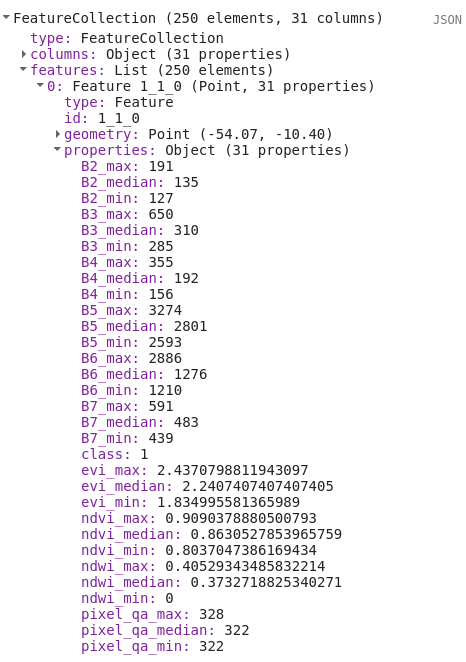 FeatureCollection (250 elements, 31 columns) JSON
type: FeatureCollection
columns: Object (31 properties)
features: List (250 elements)
0: Feature 1_1_0 (Point, 31 properties)
type: Feature
id: 1_1_0
geometry: Point (-54.07, -10.40)
properties: Object (31 properties)
B2_max: 191
B2_median: 135
B2_min: 127
B3_max: 650
B3_median: 310
B3_min: 285
B4_max: 355
B4_median: 192
B4_min: 156
B5_max: 3274
B5_median: 2801
B5_min: 2593
B6_max: 2886
B6_median: 1276
B6_min: 1210
B7_max: 591
B7_median: 483
B7_min: 439
class: 1
evi_max: 2.4370798811943097
evi_median: 2.2407407407407405
evi_min: 1.834995581365989
ndvi_max: 0.9090378880500793
ndvi_median: 0.8630527853965759
ndvi_min: 0.8037047386169434
ndwi_max: 0.40529343485832214
ndwi_median: 0.3732718825340271
ndwi_min: 0
pixel_qa_max: 328
pixel_qa_median: 322
pixel_qa_min: 322